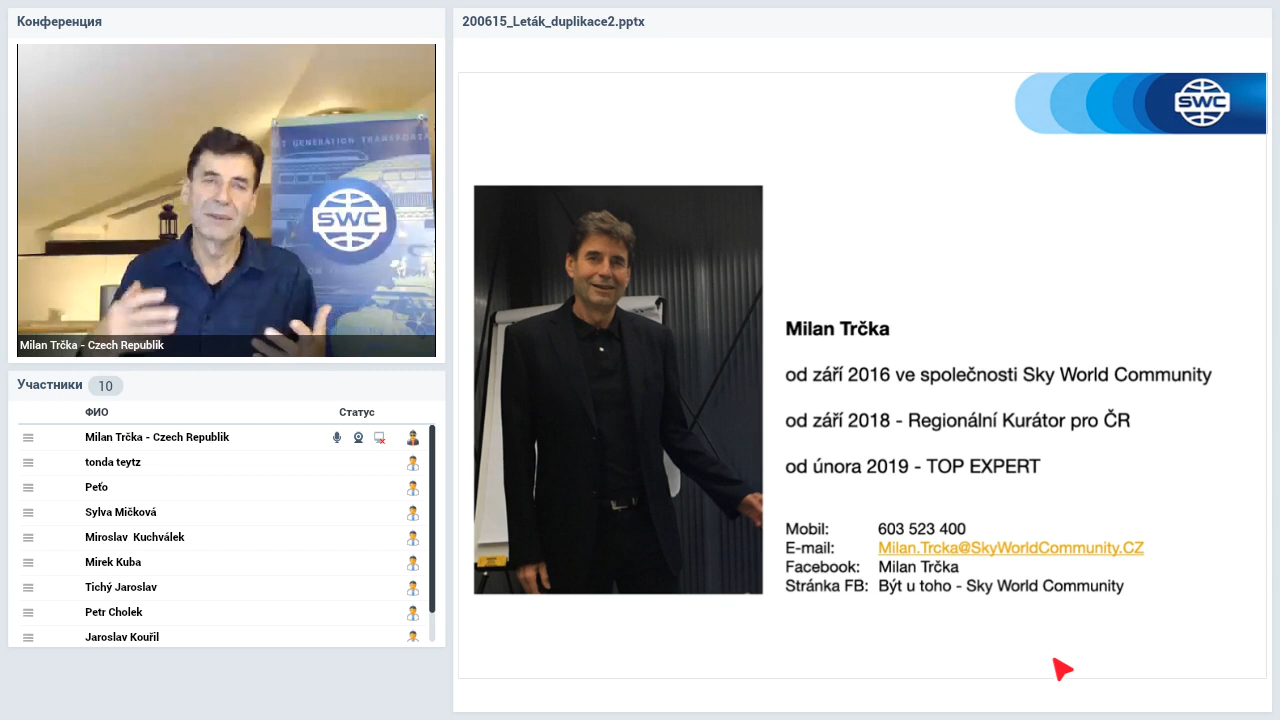 Конференция
SWC
Milan Trčka - Czech Republik
Участники 10
ФИО Статус
Milan Trčka - Czech Republik
tonda teytz
Peťo
Sylva Mičková
Miroslav Kuchválek
Mirek Kuba
Tichý Jaroslav
Petr Cholek
Jaroslav Kouřil
200615_Leták_duplikace2.pptx
SWC
Milan Trčka
od září 2016 ve společnosti Sky World Community
od září 2018 - Regionální Kurátor pro ČR
od února 2019 - TOP EXPERT
Mobil: 603 523 400
E-mail: Milan.Trcka@SkyWorldCommunity.CZ
Facebook: Milan Trčka
Stránka FB: Být u toho - Sky World Community